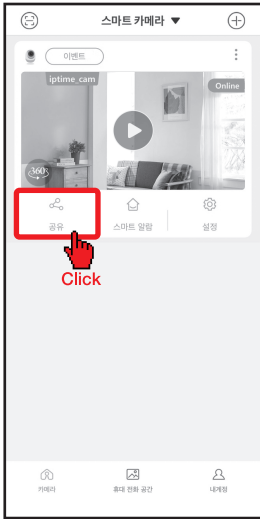 스마트 카메라 ▼
이벤트
iptime_cam
Online
360°
공유
스마트 알람
설정
Click
카메라
휴대 전화 공간
내계정